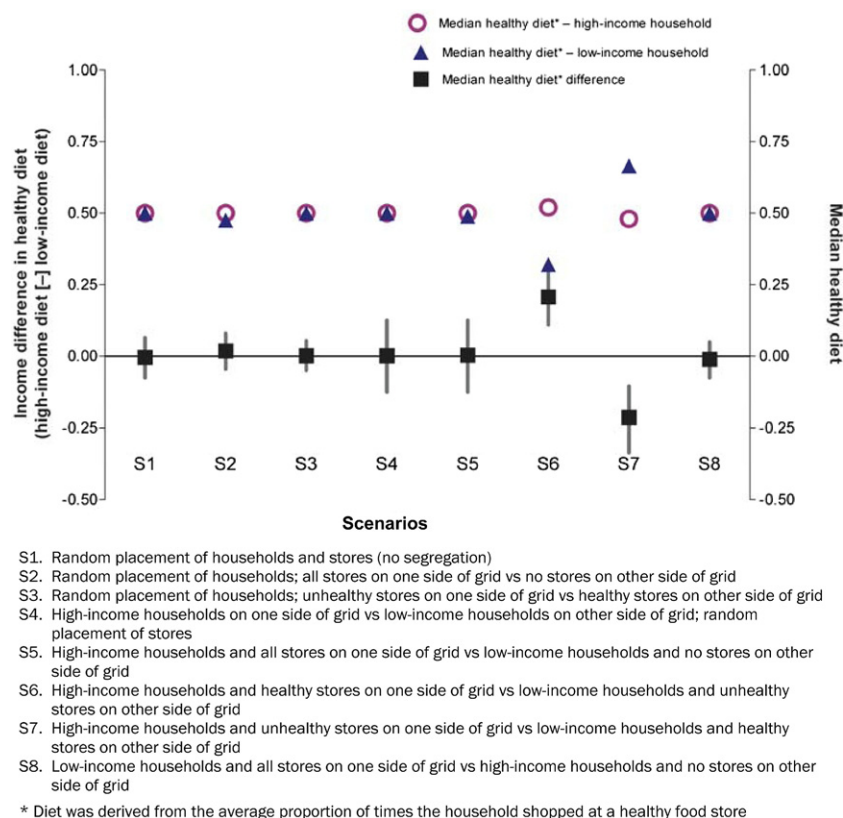 Median healthy diet* – high-income household
Median healthy diet* – low-income household
Median healthy diet* difference
1.00
0.75
0.50
0.25
0.00
-0.25
-0.50
Income difference in healthy diet
(high-income diet [–] low-income diet)
1.00
0.75
0.50
0.25
0.00
-0.25
-0.50
Median healthy diet
S1 S2 S3 S4 S5 S6 S7 S8
Scenarios
S1. Random placement of households and stores (no segregation)
S2. Random placement of households; all stores on one side of grid vs no stores on other side of grid
S3. Random placement of households; unhealthy stores on one side of grid vs healthy stores on other side of grid
S4. High-income households on one side of grid vs low-income households on other side of grid; random
placement of stores
S5. High-income households and all stores on one side of grid vs low-income households and no stores on other
side of grid
S6. High-income households and healthy stores on one side of grid vs low-income households and unhealthy
stores on other side of grid
S7. High-income households and unhealthy stores on one side of grid vs low-income households and healthy
stores on other side of grid
S8. Low-income households and all stores on one side of grid vs high-income households and no stores on other
side of grid
* Diet was derived from the average proportion of times the household shopped at a healthy food store